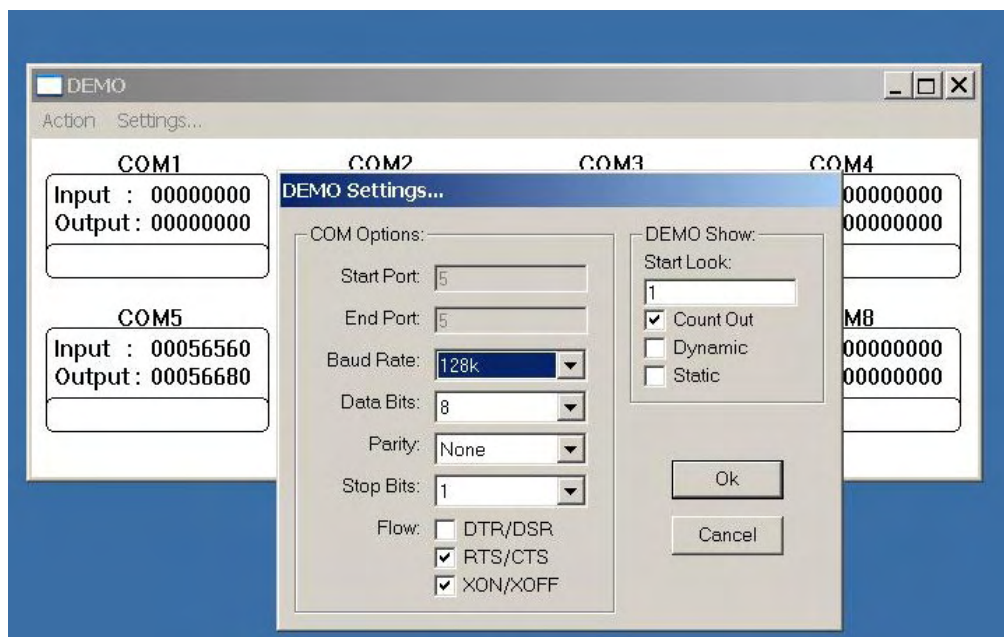 DEMO
Action Settings...
COM1 COM2 COM3 COM4
Input : 00000000
Output : 00000000
00000000
00000000
COM5
Input : 00056560
Output : 00056680
M8
00000000
00000000
DEMO Settings...
COM Options:
Start Port: 5
End Port: 5
Baud Rate: 128k
Data Bits: 8
Parity: None
Stop Bits: 1
Flow: DTR/DSR
RTS/CTS
XON/XOFF
DEMO Show:
Start Look:
1
Count Out
Dynamic
Static
Ok
Cancel